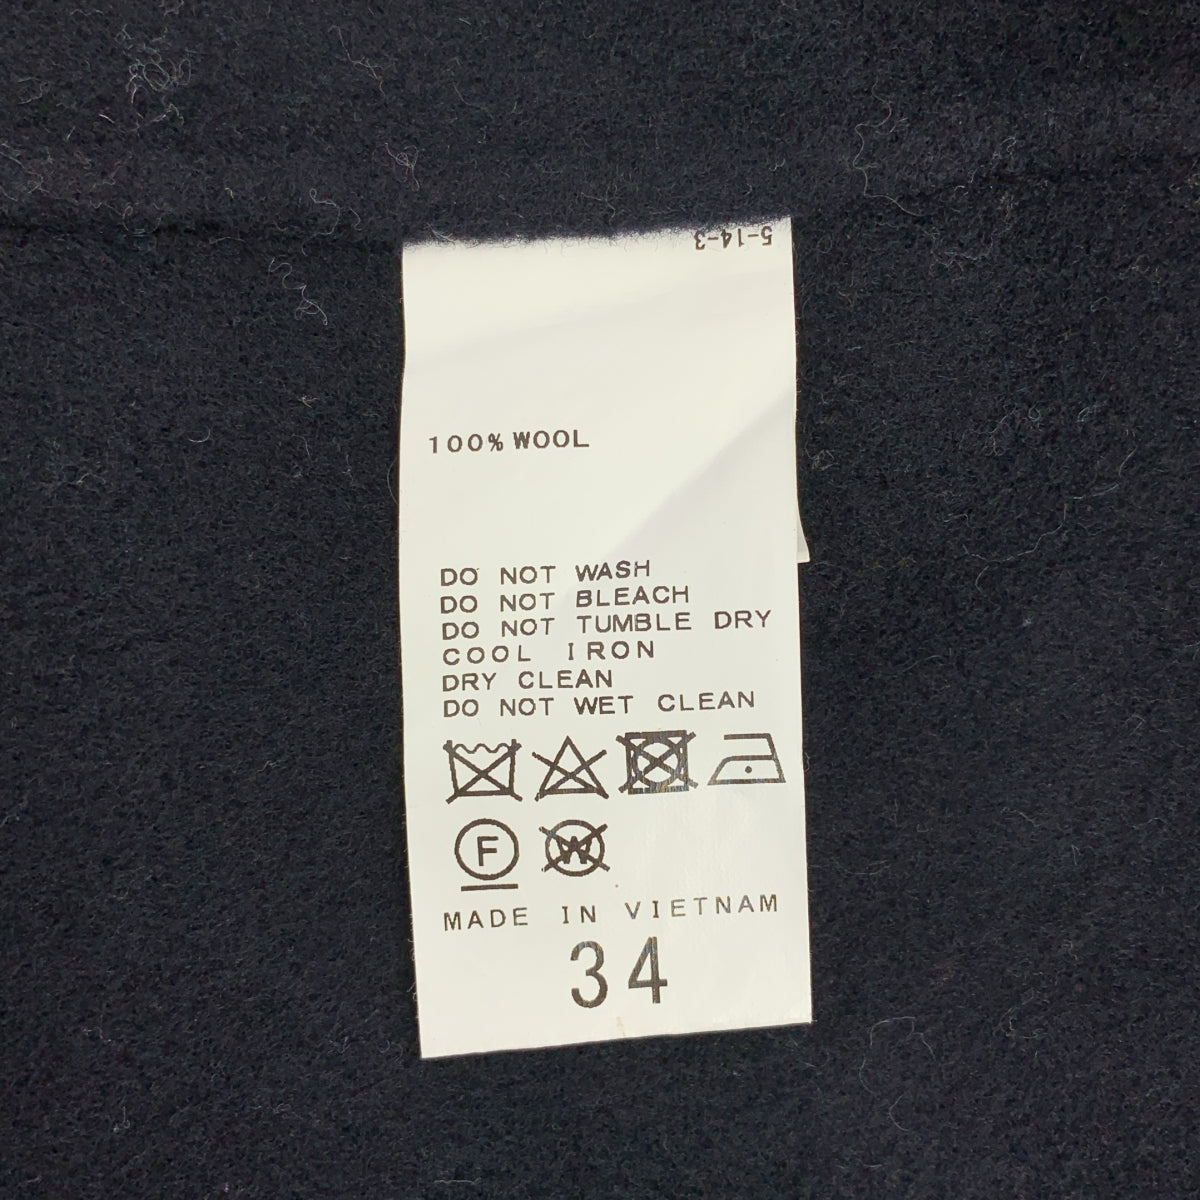 5-14-3
100% WOOL
DO NOT WASH
DO NOT BLEACH
DO NOT TUMBLE DRY
COOL IRON
DRY CLEAN
DO NOT WET CLEAN
F W
MADE IN VIETNAM
34